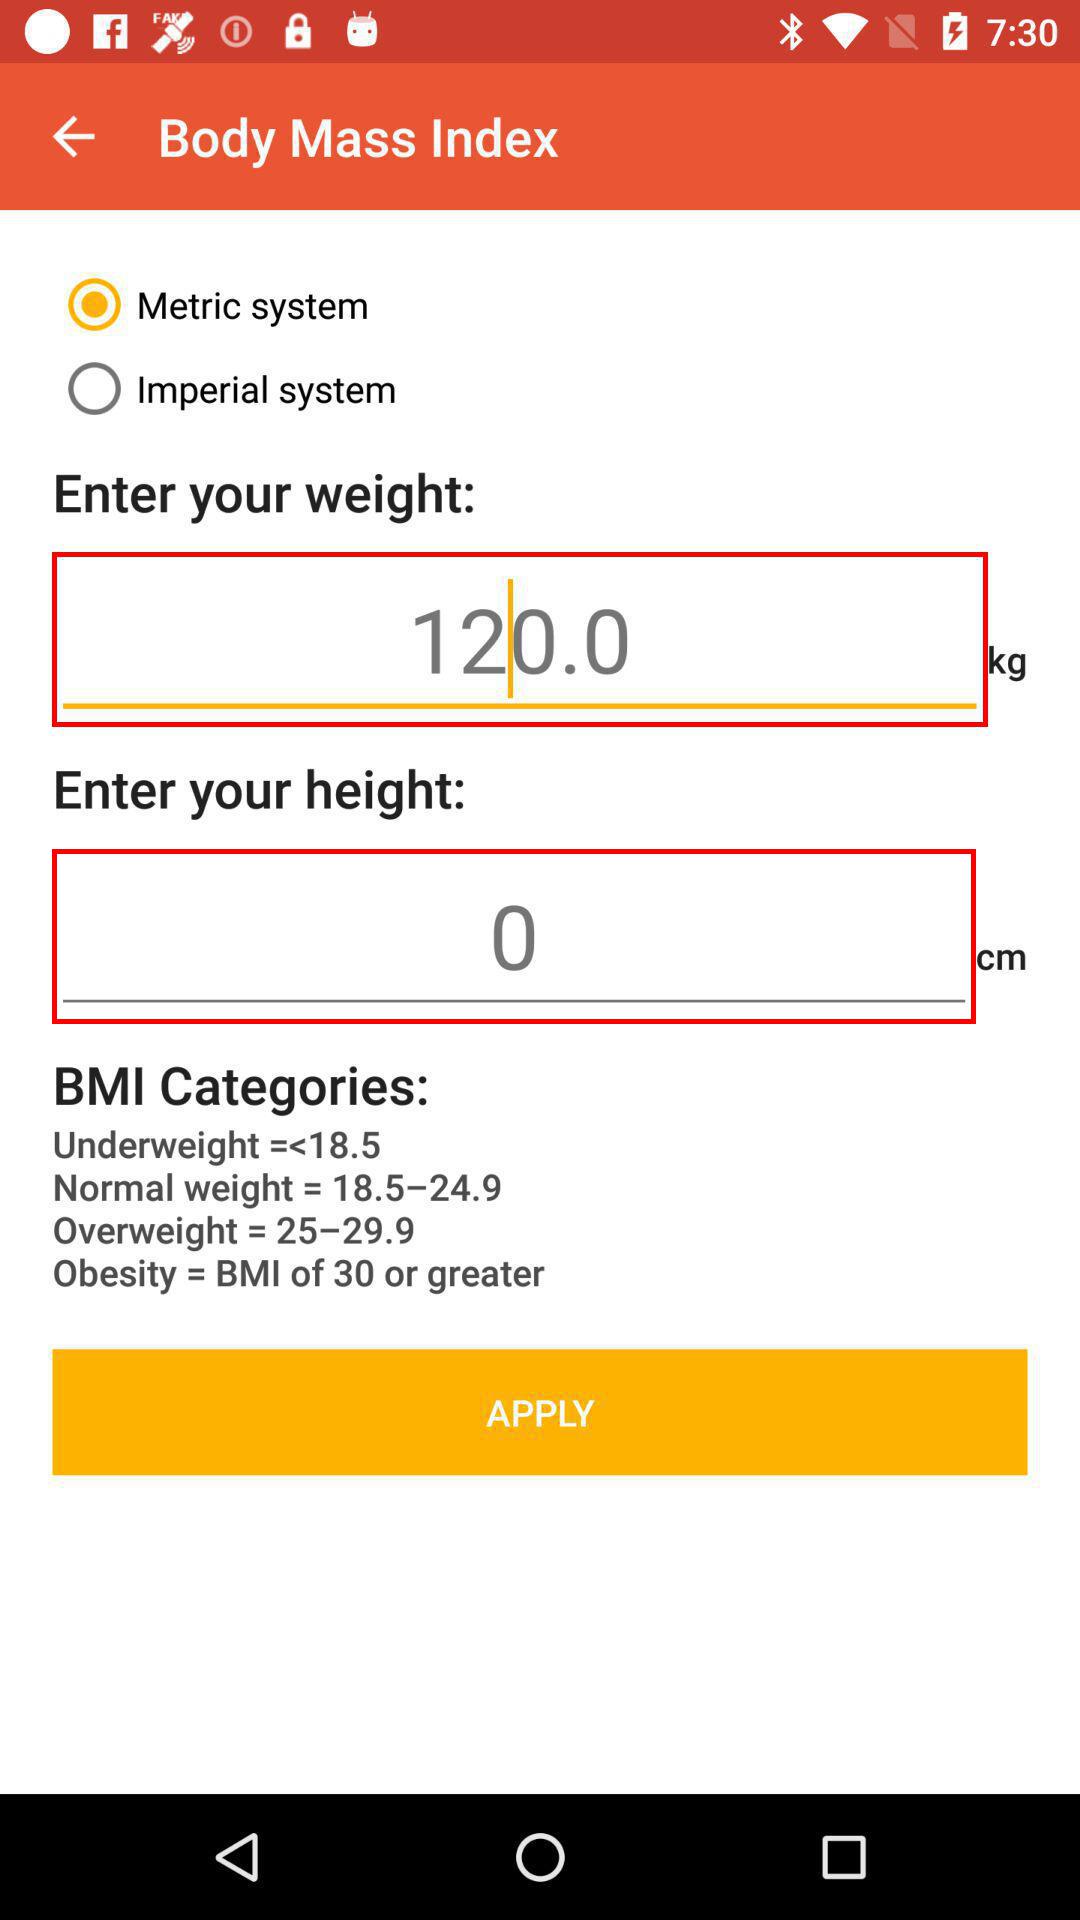 FAKE
7:30
Body Mass Index
Metric system
Imperial system
Enter your weight:
120.0
kg
Enter your height:
0
cm
BMI Categories:
Underweight =<18.5
Normal weight = 18.5–24.9
Overweight = 25–29.9
Obesity = BMI of 30 or greater
APPLY